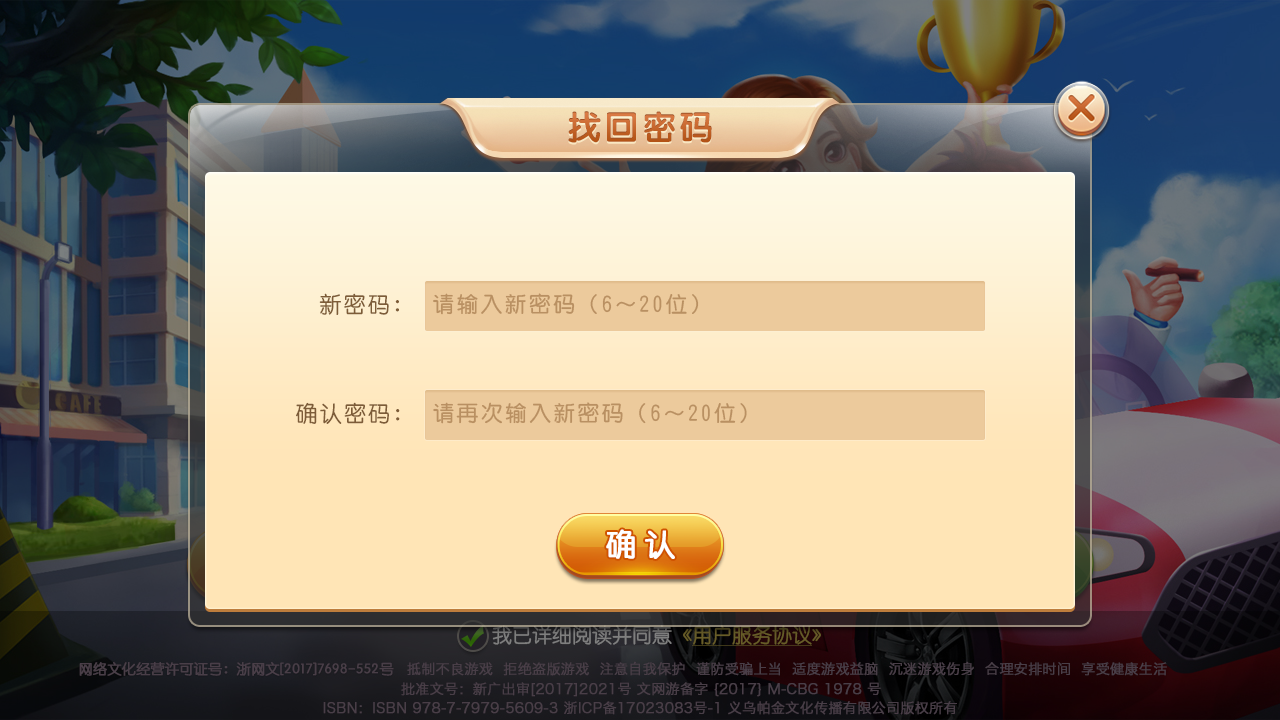 找回密码
新密码：
请输入新密码（6～20位）
确认密码：
请再次输入新密码（6～20位）
确认
CAFE
我已详细阅读并同意《用户服务协议》
网络文化经营许可证号：浙网文[2017]7698-552号 抵制不良游戏 拒绝盗版游戏 注意自我保护 谨防受骗上当 适度游戏益脑 沉迷游戏伤身 合理安排时间 享受健康生活
批准文号：新广出审[2017]2021号 文网游备字 [2017] M-CBG 1978 号
ISBN：ISBN 978-7-7979-5609-3 浙ICP备17023083号-1 义乌帕金文化传播有限公司版权所有